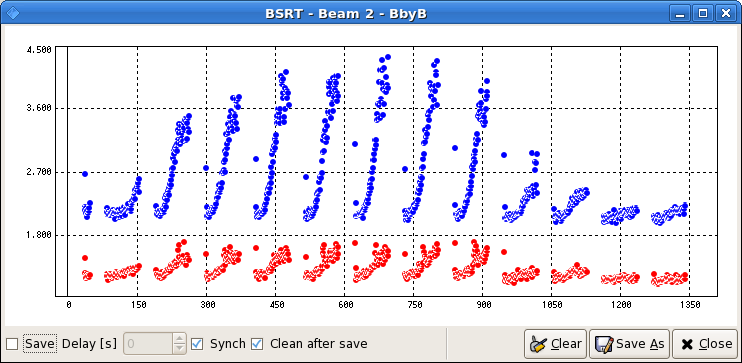 BSRT - Beam 2 - BbyB
4.500
3.600
2.700
1.800
0 150 300 450 600 750 900 1050 1200 1350
Save Delay [s] 0 Synch Clean after save Clear Save As Close